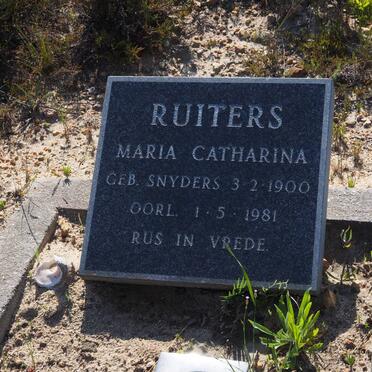 RUITERS
MARIA CATHARINA
GEB. SNYDERS 3·2·1900
OORL. 1·5·1981
RUS IN VREDE.